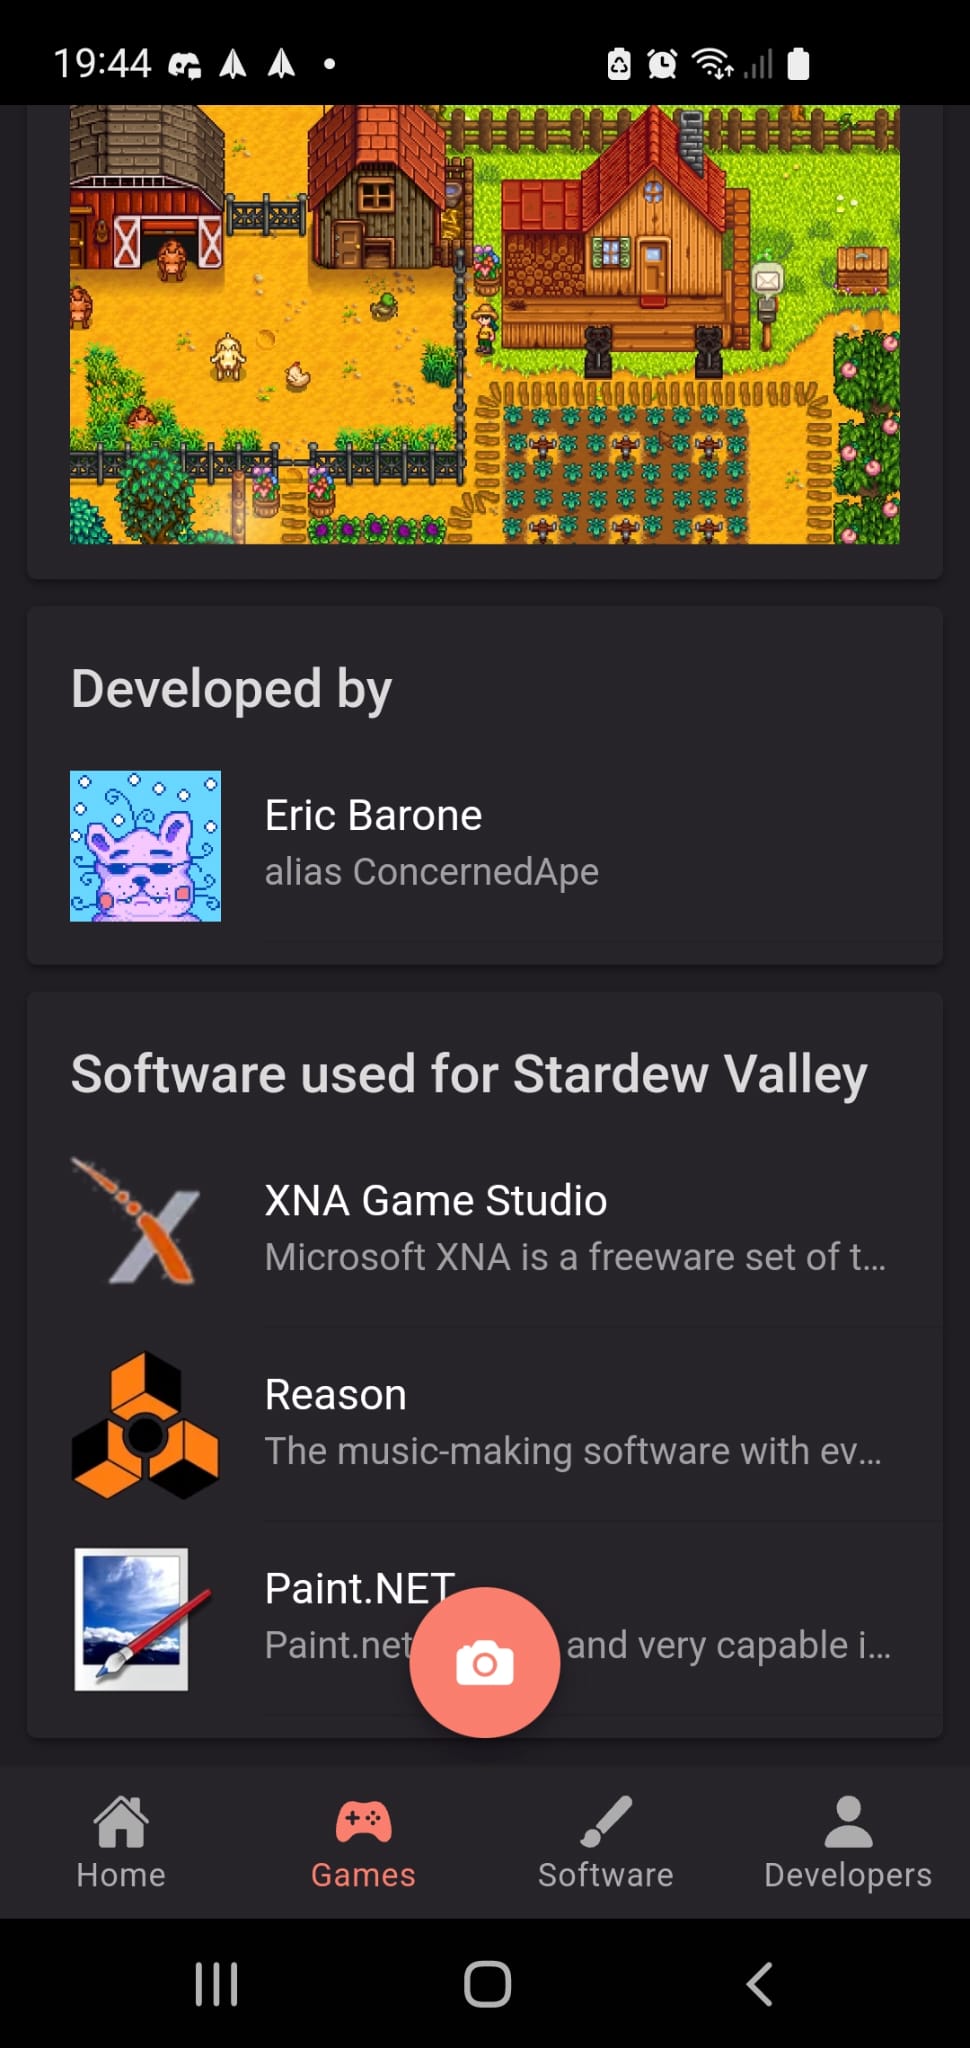 19:44
Developed by
Eric Barone
alias ConcernedApe
Software used for Stardew Valley
XNA Game Studio
Microsoft XNA is a freeware set of t...
Reason
The music-making software with ev...
Paint.NET
Paint.net and very capable i...
Home Games Software Developers